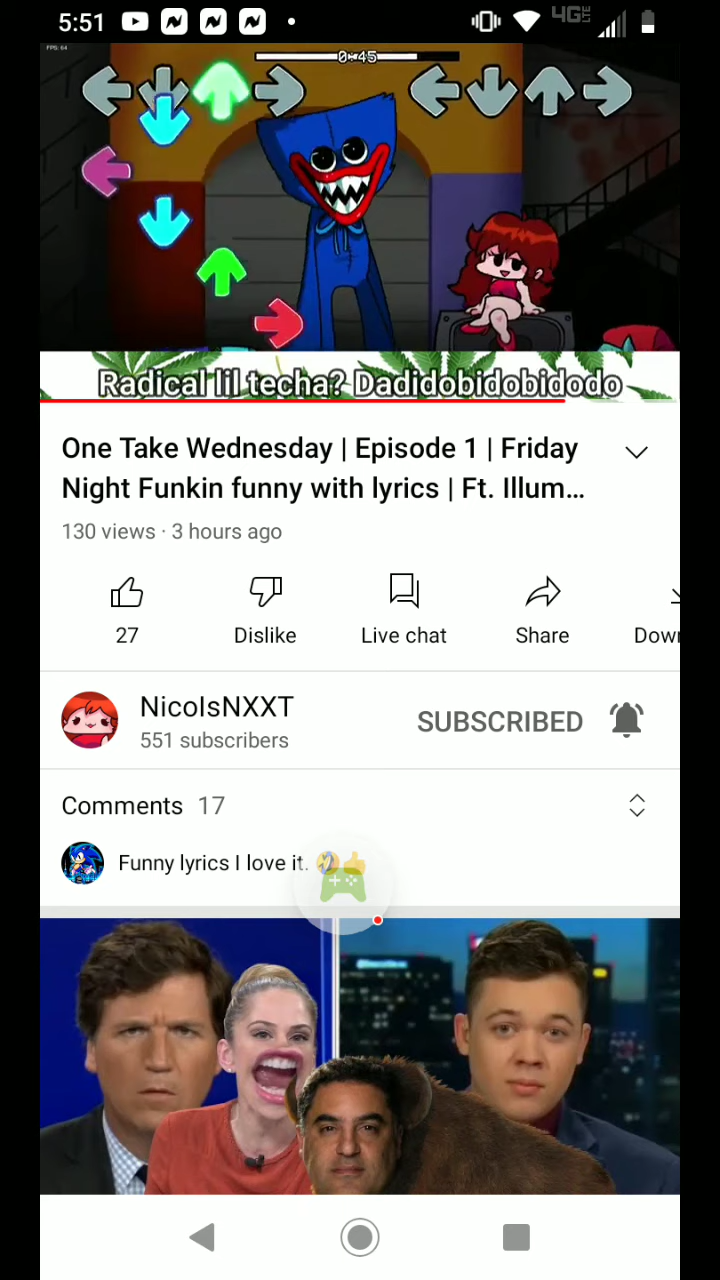 5:51
4G LTE
FPS: 64
0:45
Radical lil techa? Dadidobidobidodo
One Take Wednesday | Episode 1 | Friday
Night Funkin funny with lyrics | Ft. Illum...
130 views · 3 hours ago
27
Dislike
Live chat
Share
Down
NicoIsNXXT
551 subscribers
SUBSCRIBED
Comments 17
Funny lyrics I love it. 🤣👍